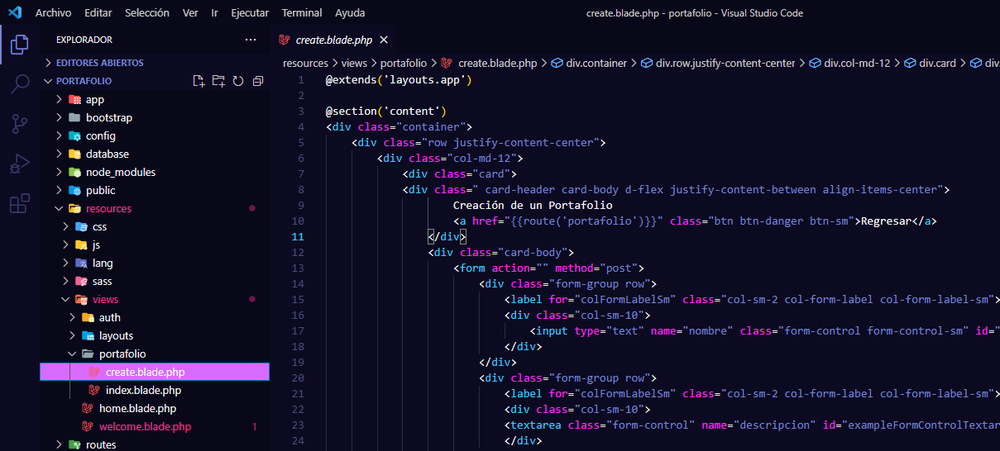 Archivo Editar Selección Ver Ir Ejecutar Terminal Ayuda create.blade.php - portafolio - Visual Studio Code
EXPLORADOR ···
EDITORES ABIERTOS
PORTAFOLIO
app
bootstrap
config
database
node_modules
public
resources
css
js
lang
sass
views
auth
layouts
portafolio
create.blade.php
index.blade.php
home.blade.php
welcome.blade.php 1
routes
create.blade.php
resources > views > portafolio > create.blade.php > div.container > div.row.justify-content-center > div.col-md-12 > div.card > div
1 @extends('layouts.app')
2
3 @section('content')
4 <div class="container">
5 <div class="row justify-content-center">
6 <div class="col-md-12">
7 <div class="card">
8 <div class=" card-header card-body d-flex justify-content-between align-items-center">
9 Creación de un Portafolio
10 <a href="{{route('portafolio')}}" class="btn btn-danger btn-sm">Regresar</a>
11 </div>
12 <div class="card-body">
13 <form action="" method="post">
14 <div class="form-group row">
15 <label for="colFormLabelSm" class="col-sm-2 col-form-label col-form-label-sm">
16 <div class="col-sm-10">
17 <input type="text" name="nombre" class="form-control form-control-sm" id="
18 </div>
19 </div>
20 <div class="form-group row">
21 <label for="colFormLabelSm" class="col-sm-2 col-form-label col-form-label-sm">
22 <div class="col-sm-10">
23 <textarea class="form-control" name="descripcion" id="exampleFormControlTextar
24 </div>